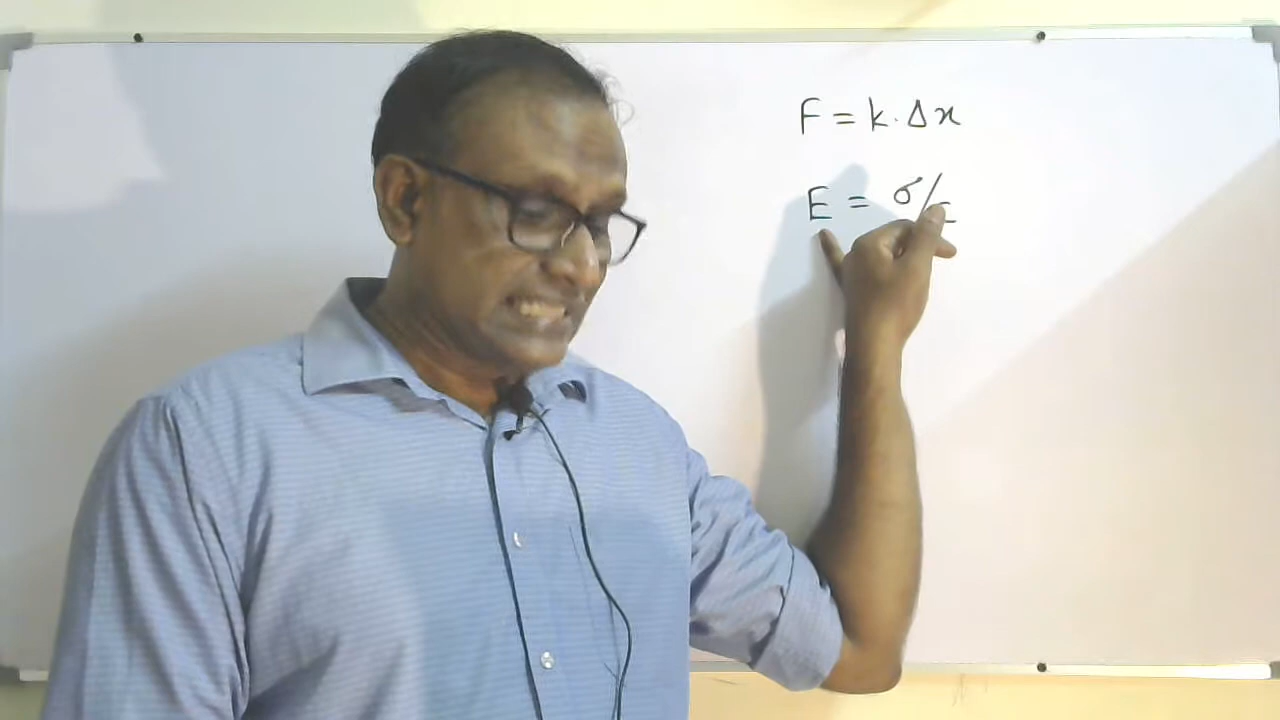 F = k. Δx
E = σ/ε